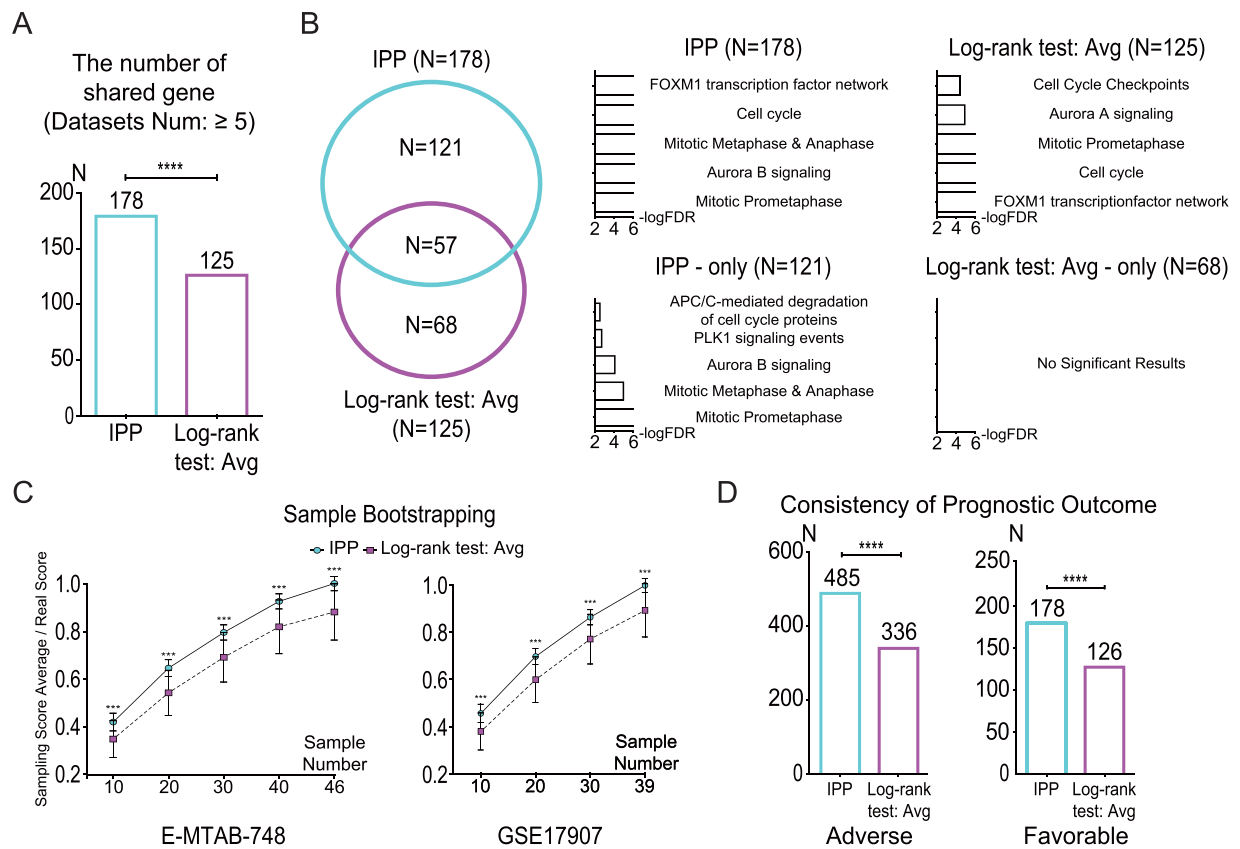 A
The number of
shared gene
(Datasets Num: ≥ 5)
N
****
200
150
100
50
0
178
125
IPP
Log-rank
test: Avg
B
IPP (N=178)
N=121
N=57
N=68
Log-rank test: Avg
(N=125)
IPP (N=178)
FOXM1 transcription factor network
Cell cycle
Mitotic Metaphase & Anaphase
Aurora B signaling
Mitotic Prometaphase
-logFDR
2 4 6
Log-rank test: Avg (N=125)
Cell Cycle Checkpoints
Aurora A signaling
Mitotic Prometaphase
Cell cycle
FOXM1 transcriptionfactor network
-logFDR
2 4 6
IPP - only (N=121)
APC/C-mediated degradation
of cell cycle proteins
PLK1 signaling events
Aurora B signaling
Mitotic Metaphase & Anaphase
Mitotic Prometaphase
-logFDR
2 4 6
Log-rank test: Avg - only (N=68)
No Significant Results
-logFDR
2 4 6
C
Sample Bootstrapping
IPP Log-rank test: Avg
Sampling Score Average / Real Score
1.0
0.8
0.6
0.4
0.2
***
***
***
***
***
Sample
Number
10 20 30 40 46
E-MTAB-748
1.0
0.8
0.6
0.4
0.2
***
***
***
***
Sample
Number
10 20 30 39
GSE17907
D
Consistency of Prognostic Outcome
N
600
400
200
0
****
485
336
IPP
Log-rank
test: Avg
Adverse
N
250
200
150
100
50
0
****
178
126
IPP
Log-rank
test: Avg
Favorable